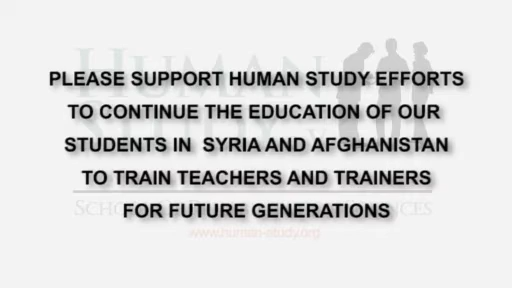 PLEASE SUPPORT HUMAN STUDY EFFORTS
TO CONTINUE THE EDUCATION OF OUR
STUDENTS IN SYRIA AND AFGHANISTAN
TO TRAIN TEACHERS AND TRAINERS
FOR FUTURE GENERATIONS
www.human-study.org